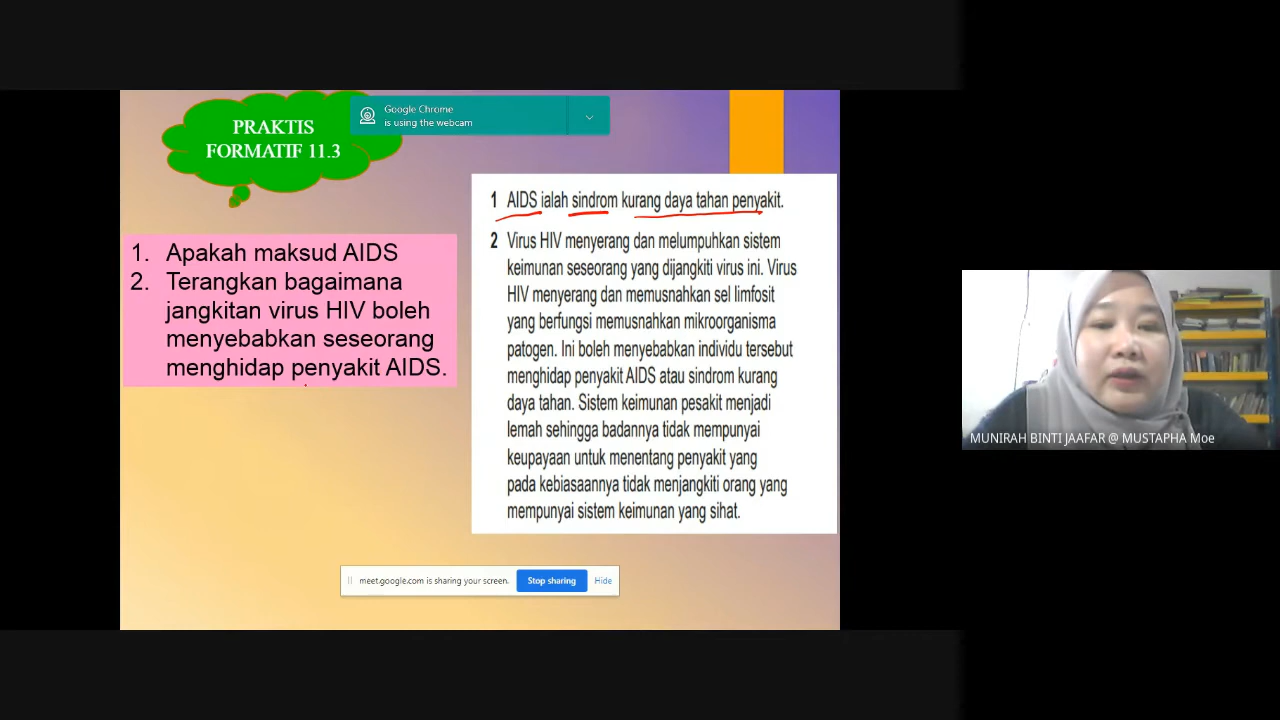 PRAKTIS
FORMATIF 11.3
Google Chrome
is using the webcam
1. Apakah maksud AIDS
2. Terangkan bagaimana
jangkitan virus HIV boleh
menyebabkan seseorang
menghidap penyakit AIDS.
1 AIDS ialah sindrom kurang daya tahan penyakit.
2 Virus HIV menyerang dan melumpuhkan sistem
keimunan seseorang yang dijangkiti virus ini. Virus
HIV menyerang dan memusnahkan sel limfosit
yang berfungsi memusnahkan mikroorganisma
patogen. Ini boleh menyebabkan individu tersebut
menghidap penyakit AIDS atau sindrom kurang
daya tahan. Sistem keimunan pesakit menjadi
lemah sehingga badannya tidak mempunyai
keupayaan untuk menentang penyakit yang
pada kebiasaannya tidak menjangkiti orang yang
mempunyai sistem keimunan yang sihat.
meet.google.com is sharing your screen.
Stop sharing
Hide
MUNIRAH BINTI JAAFAR @ MUSTAPHA Moe